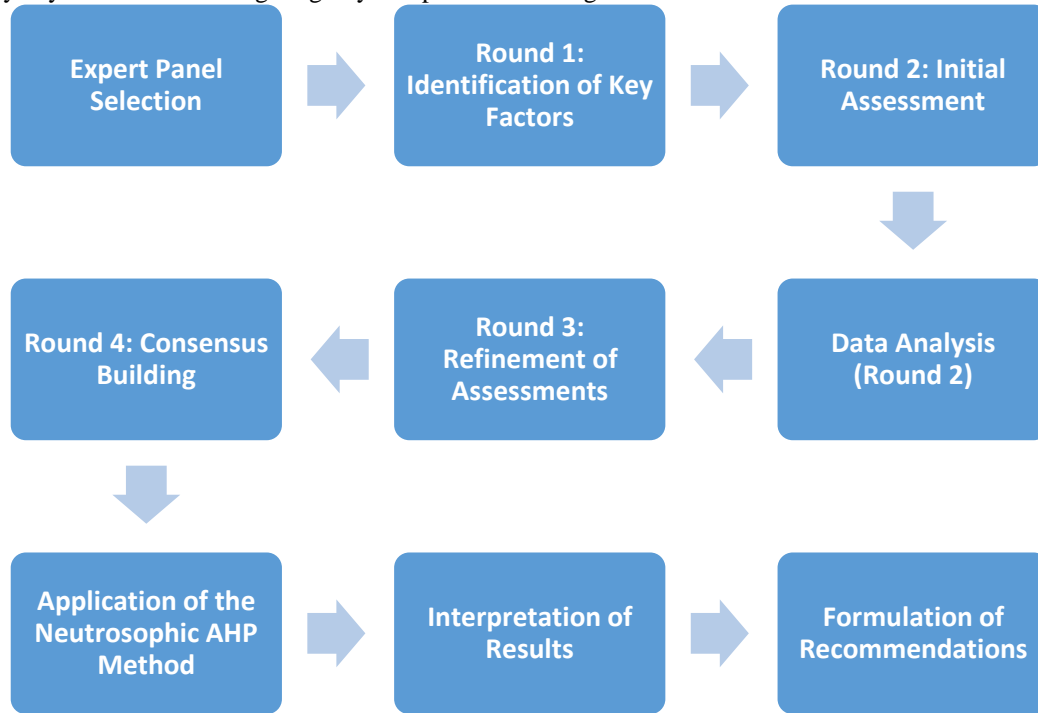 Expert Panel
Selection
Round 1:
Identification of Key
Factors
Round 2: Initial
Assessment
Round 4: Consensus
Building
Round 3:
Refinement of
Assessments
Data Analysis
(Round 2)
Application of the
Neutrosophic AHP
Method
Interpretation of
Results
Formulation of
Recommendations